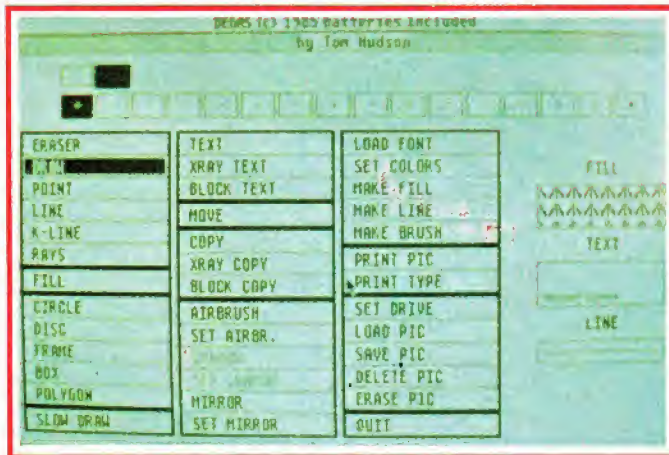 DEGAS (c) 1985 Batteries Included
by Tom Hudson
ERASER
POINT
LINE
K-LINE
RAYS
FILL
CIRCLE
DISC
FRAME
BOX
POLYGON
SLOW DRAW
TEXT
XRAY TEXT
BLOCK TEXT
MOVE
COPY
XRAY COPY
BLOCK COPY
AIRBRUSH
SET AIRBR.
MIRROR
SET MIRROR
LOAD FONT
SET COLORS
MAKE FILL
MAKE LINE
MAKE BRUSH
PRINT PIC
PRINT TYPE
SET DRIVE
LOAD PIC
SAVE PIC
DELETE PIC
ERASE PIC
QUIT
FILL
TEXT
LINE